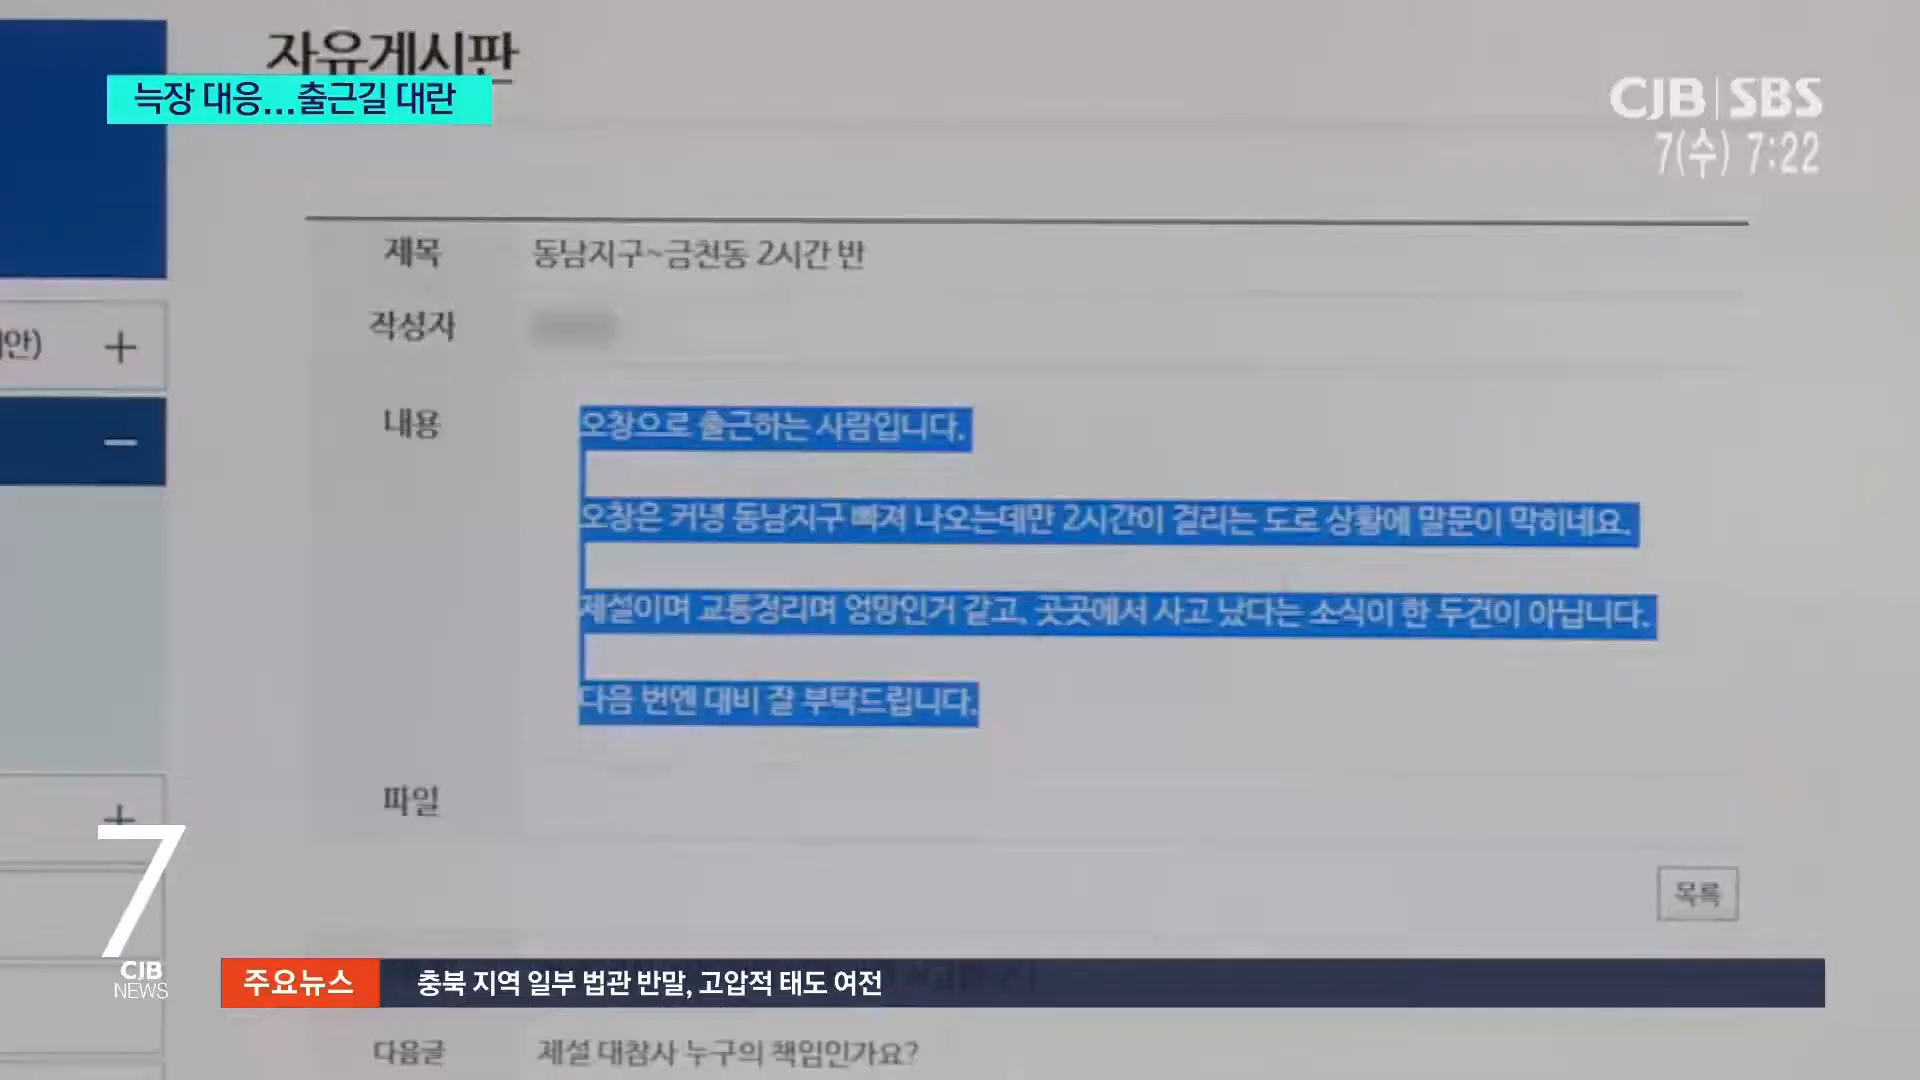 자유게시판
늑장 대응...출근길 대란
CJB SBS
7(수) 7:22
제목 동남지구~금천동 2시간 반
작성자
내용 오창으로 출근하는 사람입니다.
오창은 커녕 동남지구 빠져 나오는데만 2시간이 걸리는 도로 상황에 말문이 막히네요.
제설이며 교통정리며 엉망인거 같고, 곳곳에서 사고 났다는 소식이 한 두건이 아닙니다.
다음 번엔 대비 잘 부탁드립니다.
파일
목록
7
CJB
NEWS
주요뉴스 충북 지역 일부 법관 반말, 고압적 태도 여전
다음글 제설 대참사 누구의 책임인가요?